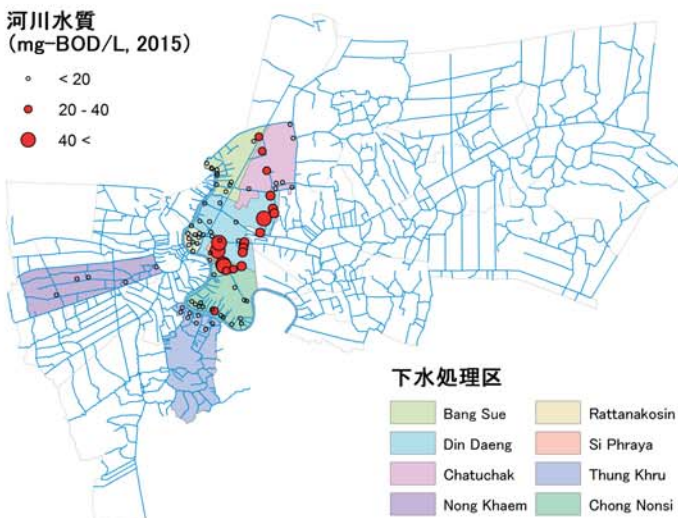 河川水質
(mg-BOD/L, 2015)
< 20
20 - 40
40 <
下水処理区
Bang Sue
Din Daeng
Chatuchak
Nong Khaem
Rattanakosin
Si Phraya
Thung Khru
Chong Nonsi